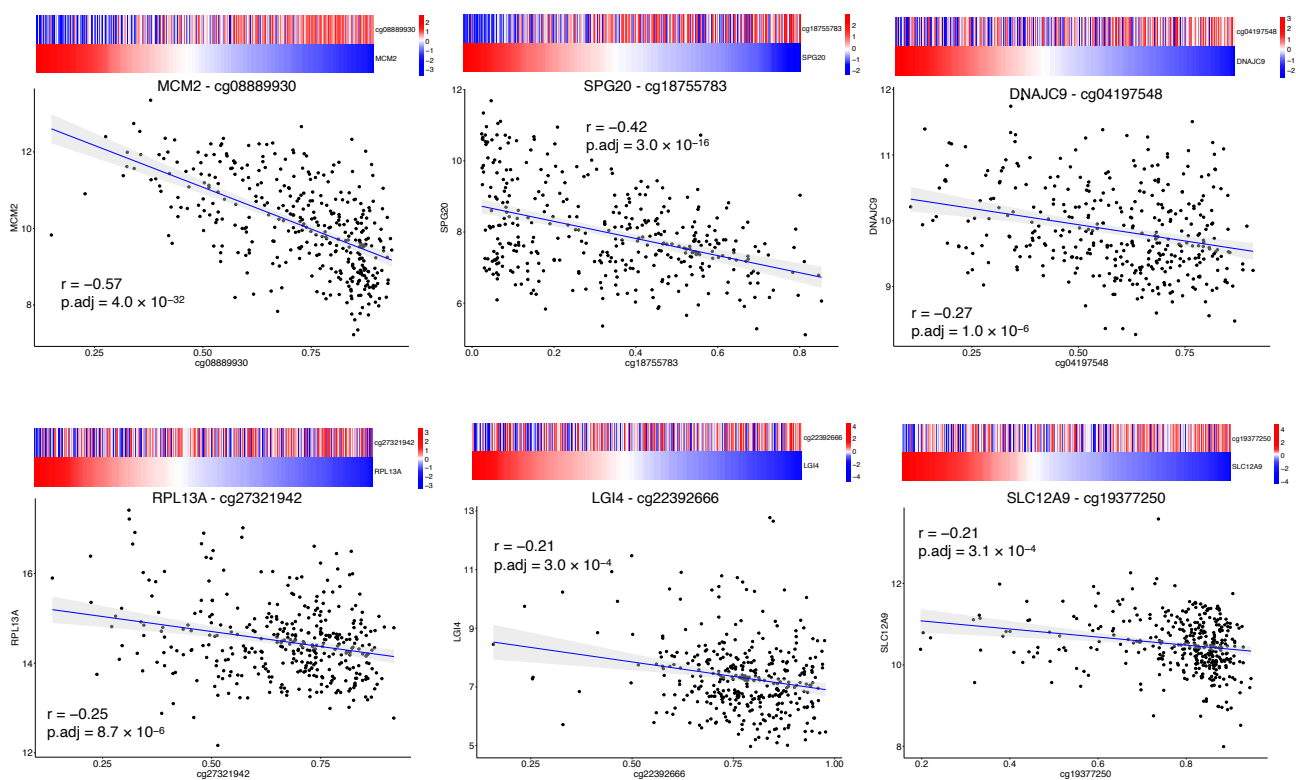 cg08889930
MCM2
2
1
0
−1
−2
−3
MCM2 - cg08889930
r = −0.57
p.adj = 4.0 × 10⁻³²
MCM2
12
10
8
0.25 0.50 0.75
cg08889930
cg18755783
SPG20
2
1
0
−1
−2
SPG20 - cg18755783
r = −0.42
p.adj = 3.0 × 10⁻¹⁶
SPG20
12
10
8
6
0.0 0.2 0.4 0.6 0.8
cg18755783
cg04197548
DNAJC9
3
2
1
0
−1
−2
DNAJC9 - cg04197548
r = −0.27
p.adj = 1.0 × 10⁻⁶
DNAJC9
12
11
10
9
0.25 0.50 0.75
cg04197548
cg27321942
RPL13A
3
2
1
0
−1
−2
−3
RPL13A - cg27321942
r = −0.25
p.adj = 8.7 × 10⁻⁶
RPL13A
16
14
12
0.25 0.50 0.75
cg27321942
cg22392666
LGI4
4
2
0
−2
−4
LGI4 - cg22392666
r = −0.21
p.adj = 3.0 × 10⁻⁴
LGI4
13
11
9
7
5
0.25 0.50 0.75 1.00
cg22392666
cg19377250
SLC12A9
4
2
0
−2
−4
SLC12A9 - cg19377250
r = −0.21
p.adj = 3.1 × 10⁻⁴
SLC12A9
12
10
8
0.2 0.4 0.6 0.8
cg19377250